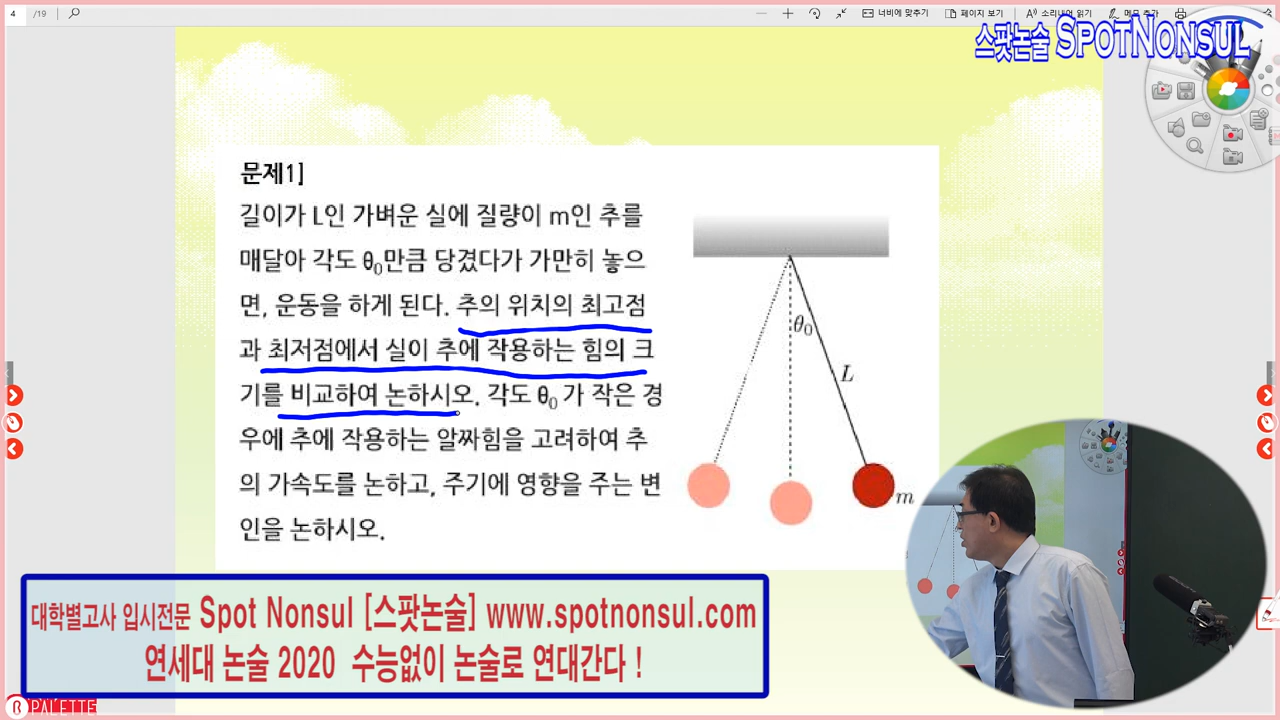 4 /19
너비에 맞추기
페이지 보기
소리내어 읽기
메모 추가
스팟논술 SPOTNONSUL
문제1]
길이가 L인 가벼운 실에 질량이 m인 추를
매달아 각도 θ₀만큼 당겼다가 가만히 놓으
면, 운동을 하게 된다. 추의 위치의 최고점
과 최저점에서 실이 추에 작용하는 힘의 크
기를 비교하여 논하시오. 각도 θ₀ 가 작은 경
우에 추에 작용하는 알짜힘을 고려하여 추
의 가속도를 논하고, 주기에 영향을 주는 변
인을 논하시오.
θ₀
L
m
대학별고사 입시전문 Spot Nonsul [스팟논술] www.spotnonsul.com
연세대 논술 2020 수능없이 논술로 연대간다 !
PALETTE